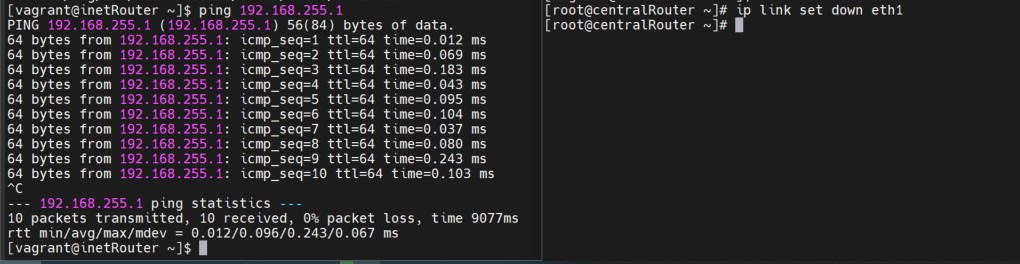 [vagrant@inetRouter ~]$ ping 192.168.255.1
PING 192.168.255.1 (192.168.255.1) 56(84) bytes of data.
64 bytes from 192.168.255.1: icmp_seq=1 ttl=64 time=0.012 ms
64 bytes from 192.168.255.1: icmp_seq=2 ttl=64 time=0.069 ms
64 bytes from 192.168.255.1: icmp_seq=3 ttl=64 time=0.183 ms
64 bytes from 192.168.255.1: icmp_seq=4 ttl=64 time=0.043 ms
64 bytes from 192.168.255.1: icmp_seq=5 ttl=64 time=0.095 ms
64 bytes from 192.168.255.1: icmp_seq=6 ttl=64 time=0.104 ms
64 bytes from 192.168.255.1: icmp_seq=7 ttl=64 time=0.037 ms
64 bytes from 192.168.255.1: icmp_seq=8 ttl=64 time=0.080 ms
64 bytes from 192.168.255.1: icmp_seq=9 ttl=64 time=0.243 ms
64 bytes from 192.168.255.1: icmp_seq=10 ttl=64 time=0.103 ms
^C
--- 192.168.255.1 ping statistics ---
10 packets transmitted, 10 received, 0% packet loss, time 9077ms
rtt min/avg/max/mdev = 0.012/0.096/0.243/0.067 ms
[vagrant@inetRouter ~]$
[root@centralRouter ~]# ip link set down eth1
[root@centralRouter ~]#